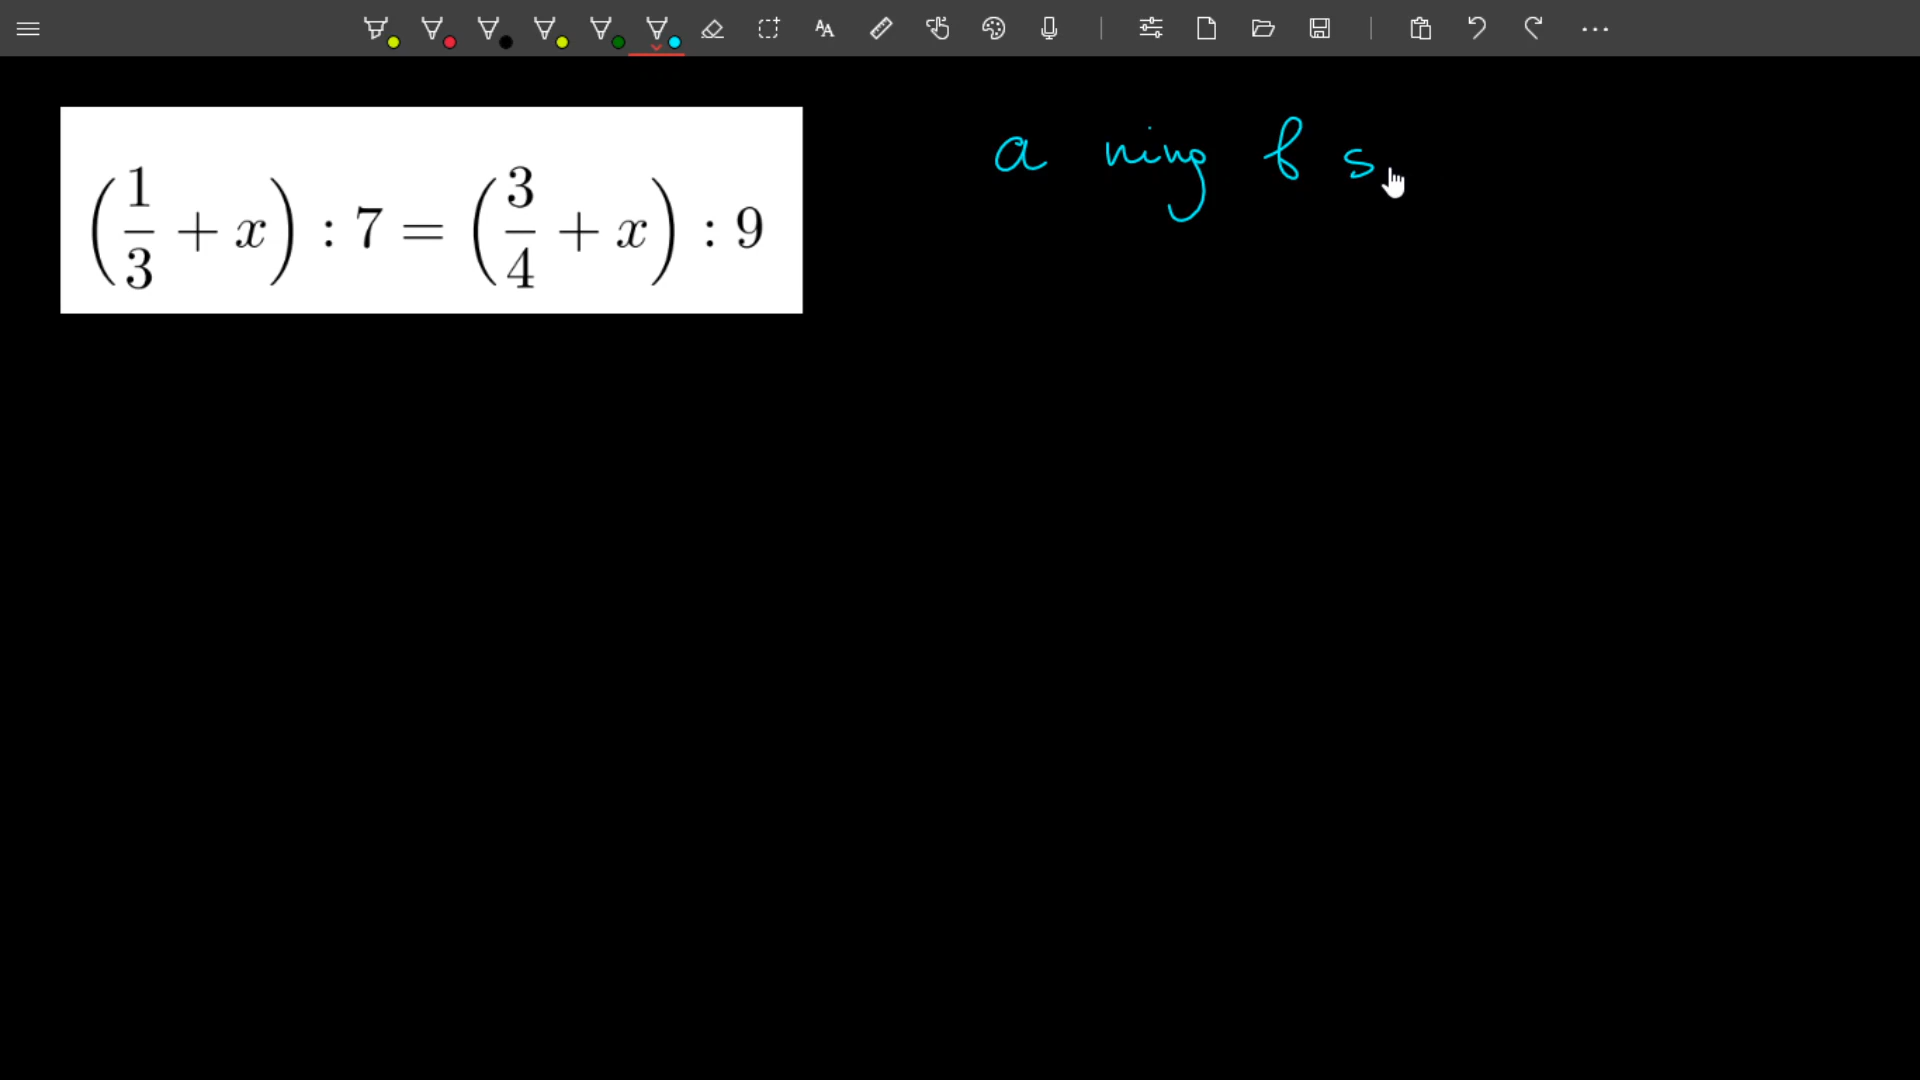 (1/3 + x) : 7 = (3/4 + x) : 9
a ning b s